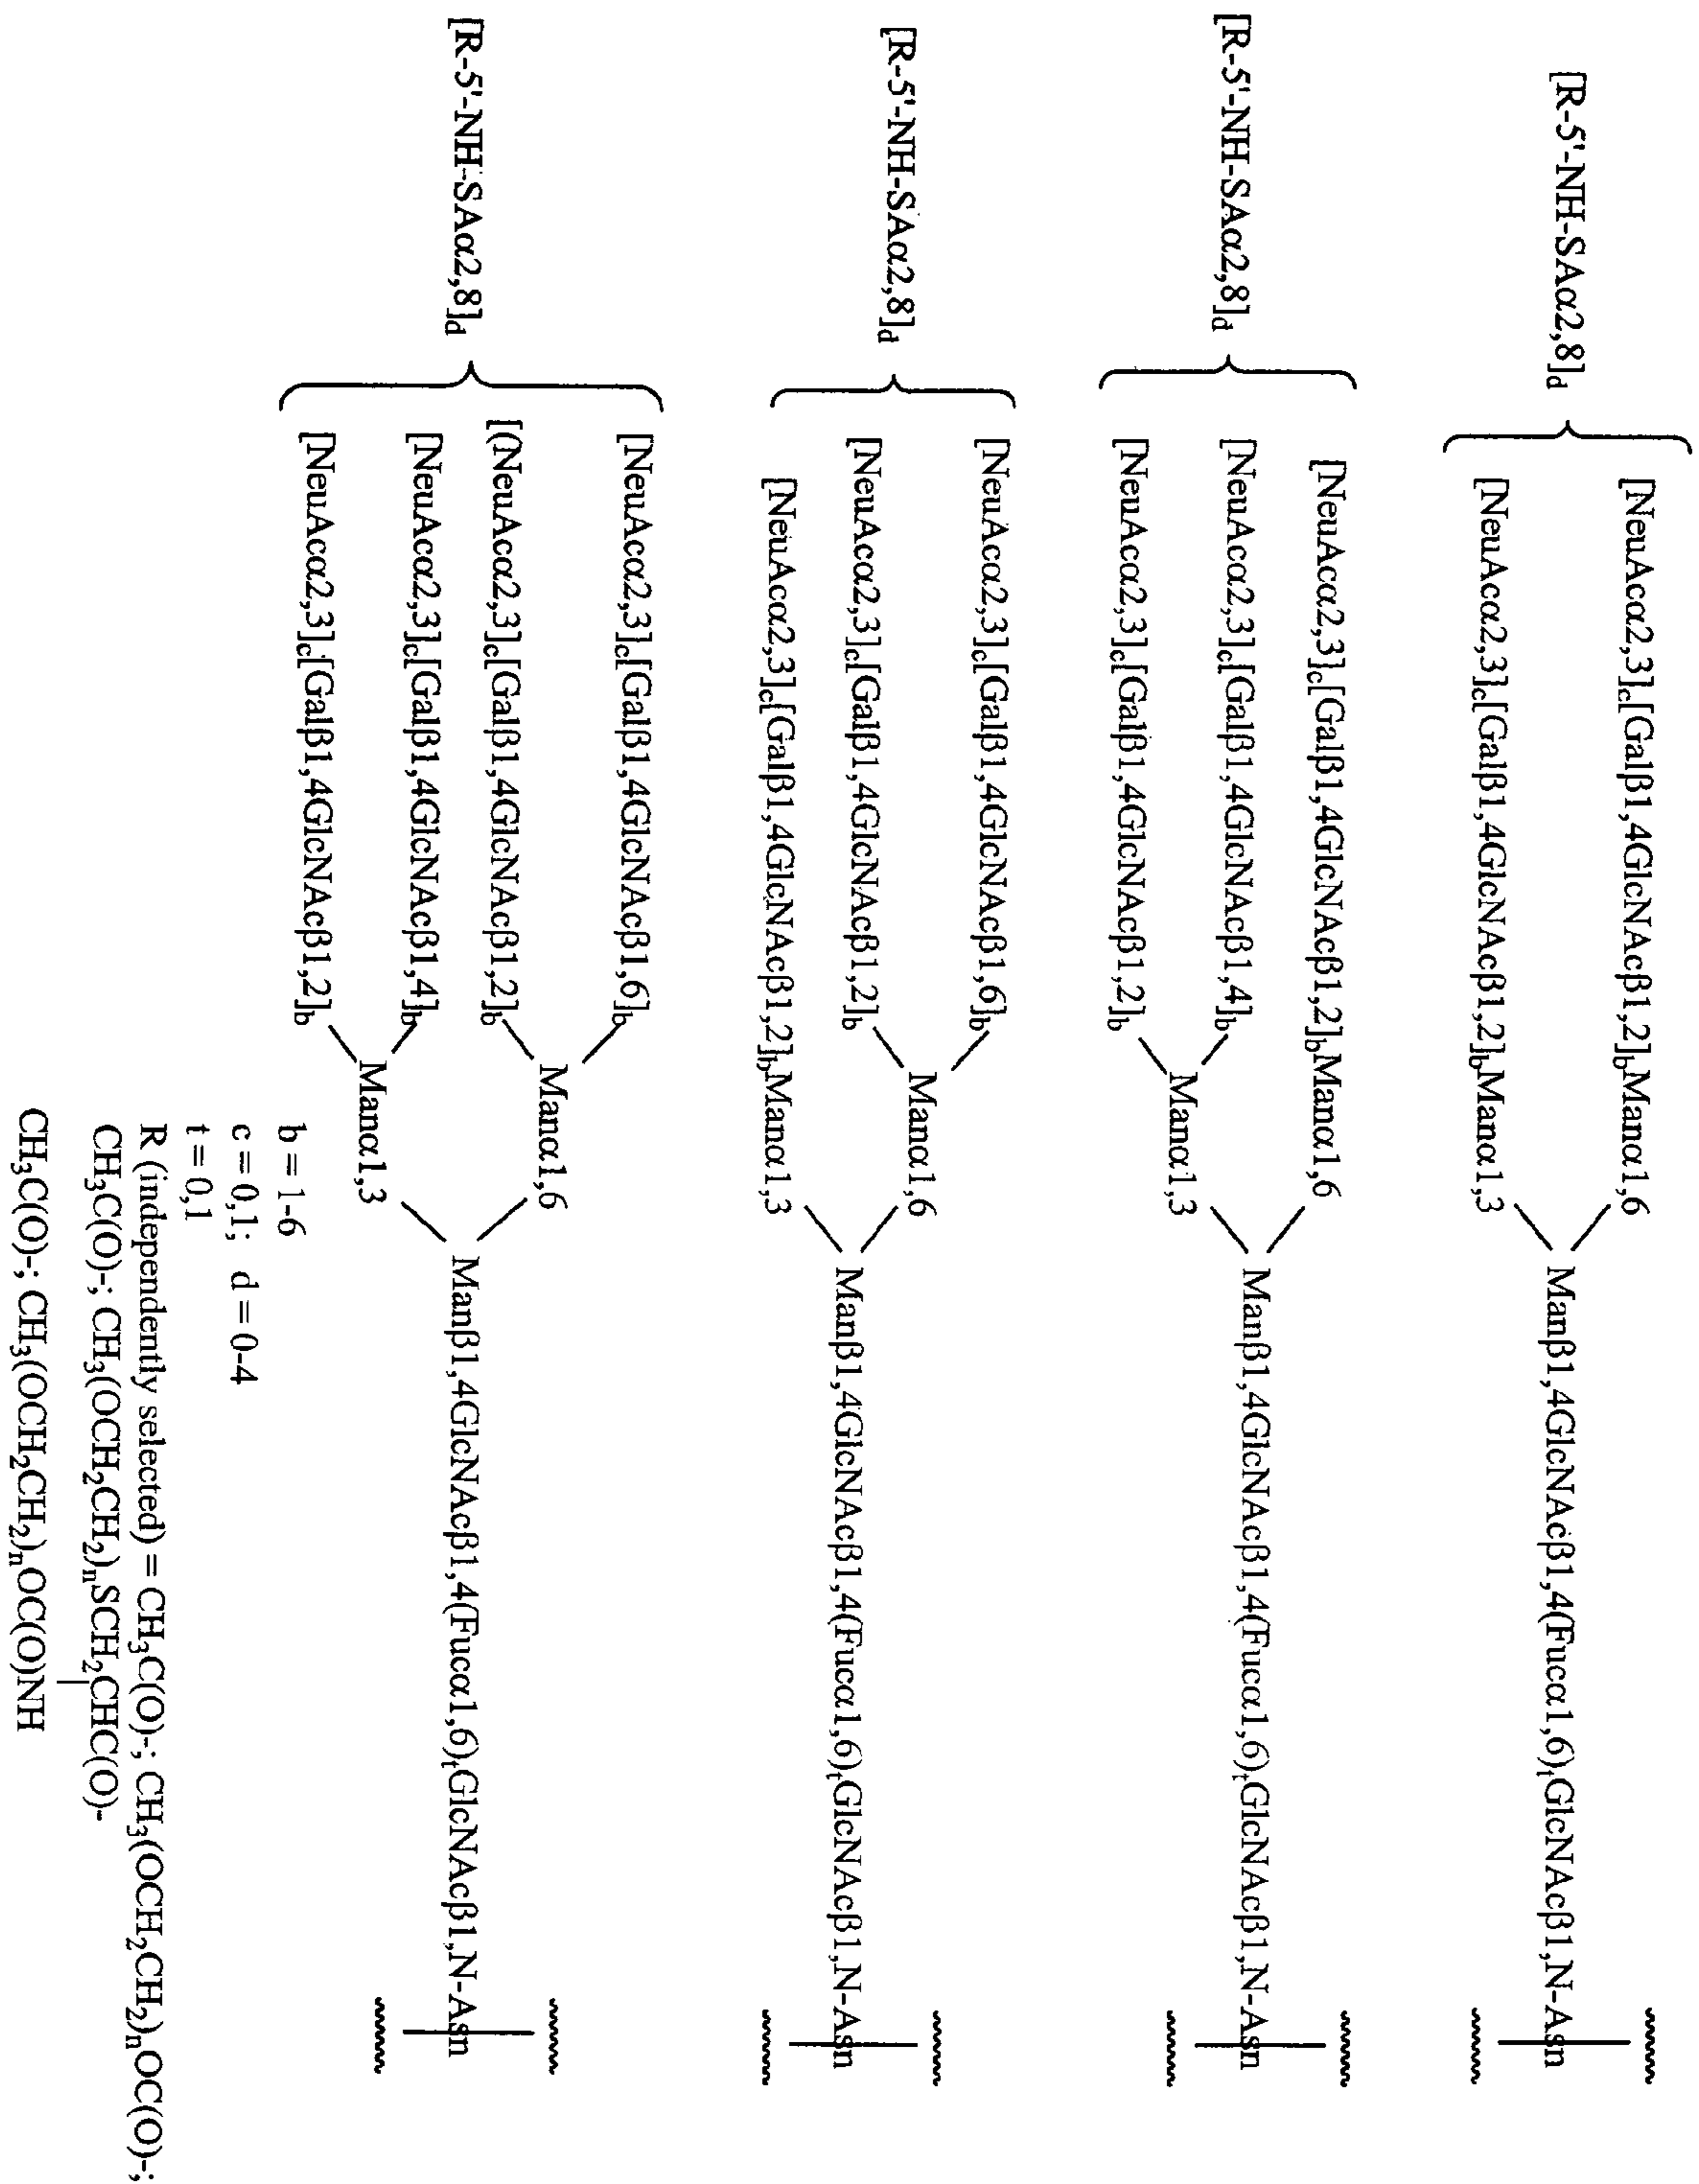 [NeuAcα2,3]c[Galβ1,4GlcNAcβ1,2]bManα1,6
[R-5'-NH-SAα2,8]d Manβ1,4GlcNAcβ1,4(Fucα1,6)tGlcNAcβ1,N-Asn
[NeuAcα2,3]c[Galβ1,4GlcNAcβ1,2]bManα1,3
[NeuAcα2,3]c[Galβ1,4GlcNAcβ1,2]bManα1,6
[R-5'-NH-SAα2,8]d Manβ1,4GlcNAcβ1,4(Fucα1,6)tGlcNAcβ1,N-Asn
[NeuAcα2,3]c[Galβ1,4GlcNAcβ1,4]b
Manα1,3
[NeuAcα2,3]c[Galβ1,4GlcNAcβ1,2]b
[NeuAcα2,3]c[Galβ1,4GlcNAcβ1,6]b
Manα1,6
[R-5'-NH-SAα2,8]d Manβ1,4GlcNAcβ1,4(Fucα1,6)tGlcNAcβ1,N-Asn
[NeuAcα2,3]c[Galβ1,4GlcNAcβ1,2]b
[NeuAcα2,3]c[Galβ1,4GlcNAcβ1,2]bManα1,3
[NeuAcα2,3]c[Galβ1,4GlcNAcβ1,6]b
Manα1,6
[(NeuAcα2,3]c[Galβ1,4GlcNAcβ1,2]b
[R-5'-NH-SAα2,8]d Manβ1,4GlcNAcβ1,4(Fucα1,6)tGlcNAcβ1,N-Asn
[NeuAcα2,3]c[Galβ1,4GlcNAcβ1,4]b
Manα1,3
[NeuAcα2,3]c[Galβ1,4GlcNAcβ1,2]b
b = 1-6
c = 0,1; d = 0-4
t = 0,1
R (independently selected) = CH3C(O)-; CH3(OCH2CH2)nOC(O)-;
CH3C(O)-; CH3(OCH2CH2)nSCH2CHC(O)-
CH3C(O)-; CH3(OCH2CH2)nOC(O)NH